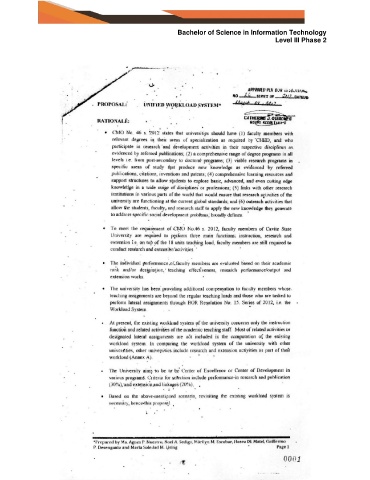 Bachelor of Science in Information Technology
Level III Phase 2
APPROVED PER BOR
NO. SERIES OF 2012
PROPOSAL: UNIFIED WORKLOAD SYSTEM*
RATIONALE:
• CMO No. 46 s. 2012 states that universities should have (1) faculty members with
relevant degrees in their areas of specialization as required by CHED, and who
participate in research and development activities in their respective disciplines as
evidenced by refereed publications; (2) a comprehensive range of degree programs in all
levels i.e. from post-secondary to doctoral programs; (3) viable research programs in
specific areas of study that produce new knowledge as evidenced by refereed
publications, citations, inventions and patents; (4) comprehensive learning resources and
support structures to allow students to explore basic, advanced, and even cutting edge
knowledge in a wide range of disciplines or professions; (5) links with other research
institutions in various parts of the world that would ensure that research activities of the
university are functioning at the current global standards; and (6) outreach activities that
allow the students, faculty, and research staff to apply the new knowledge they generate
in address specific social development problems, broadly defined.
• To meet the requirement of CMO No.46 s. 2012, faculty members of Cavite State
University are required to perform three main functions: instruction, research and
extension i.e. on top of the 18 units teaching load, faculty members are still required to
conduct research and extension activities.
• The individual performance of faculty members are evaluated based on their academic
rank and/or designation, teaching effectiveness, research performance/output and
extension works.
• The university has been providing additional compensation to faculty members whose
teaching assignments are beyond the regular teaching loads and those who are tasked to
perform lateral assignments through BOR Resolution No. 25 Series of 2012, i.e. the
Workload System.
• At present, the existing workload system of the university concerns only the instruction
function and related activities of the academic teaching staff. Most of related activities or
designated lateral assignments are not included in the computation of the existing
workload system. In comparing the workload system of the university with other
universities, other universities include research and extension activities as part of their
workload (Annex A).
• The University aims to be to be Center of Excellence or Center of Development in
various programs. Criteria for selection include performance in research and publication
(30%), and extension and linkages (20%).
• Based on the above-mentioned scenario, revisiting the existing workload system is
necessary, hence this proposal.
*Prepared by Ms. Agnes P. Nuestro, Noel A. Sedigo, Marilyn M. Escobar, Hosea DL Matel, Guillermo
P. Desenganio and Maria Soledad M. Lising Page 1
0001